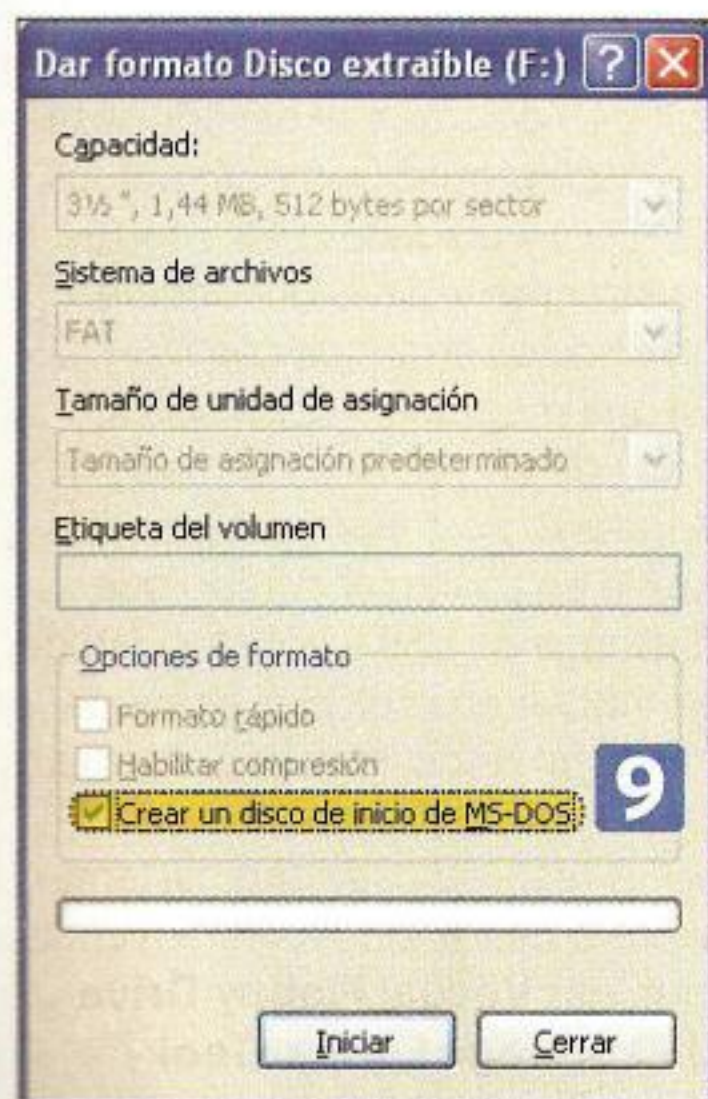 Dar formato Disco extraíble (F:) ?
Capacidad:
3½ ", 1,44 MB, 512 bytes por sector
Sistema de archivos
FAT
Tamaño de unidad de asignación
Tamaño de asignación predeterminado
Etiqueta del volumen
Opciones de formato
Formato rápido
Habilitar compresión
Crear un disco de inicio de MS-DOS
9
Iniciar
Cerrar